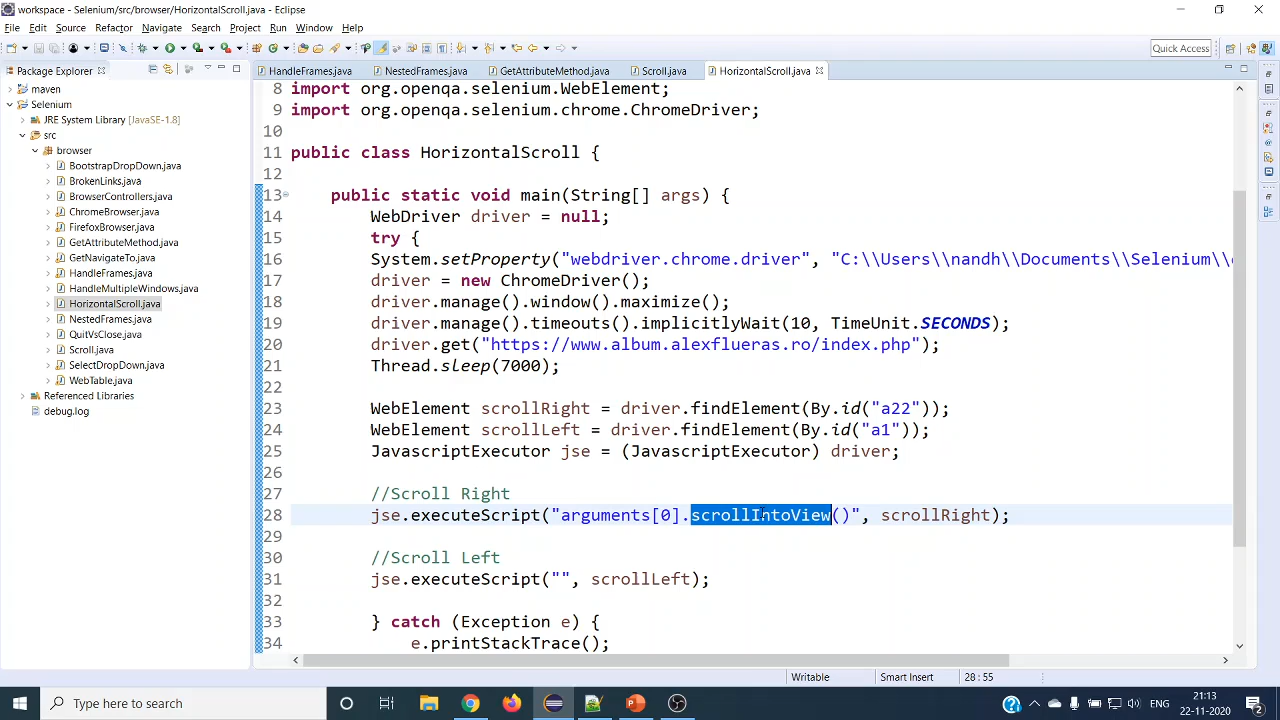 workspace - Selenium/src/browser/HorizontalScroll.java - Eclipse
File Edit Source Refactor Navigate Search Project Run Window Help
Quick Access
Package Explorer
HandleFrames.java NestedFrames.java GetAttributeMethod.java Scroll.java HorizontalScroll.java
maven
Selenium
JRE System Library [JavaSE-1.8]
src
browser
BootstrapDropDown.java
BrokenLinks.java
BrowserControllers.java
ChromeBrowser.java
FirefoxBrowser.java
GetAttributeMethod.java
GetNavigateTo.java
HandleFrames.java
HandleMultipleWindows.java
HorizontalScroll.java
NestedFrames.java
QuitVsClose.java
Scroll.java
SelectDropDown.java
WebTable.java
Referenced Libraries
debug.log
8 import org.openqa.selenium.WebElement;
9 import org.openqa.selenium.chrome.ChromeDriver;
10
11 public class HorizontalScroll {
12
13 public static void main(String[] args) {
14 WebDriver driver = null;
15 try {
16 System.setProperty("webdriver.chrome.driver", "C:\\Users\\nandh\\Documents\\Selenium\\
17 driver = new ChromeDriver();
18 driver.manage().window().maximize();
19 driver.manage().timeouts().implicitlyWait(10, TimeUnit.SECONDS);
20 driver.get("https://www.album.alexflueras.ro/index.php");
21 Thread.sleep(7000);
22
23 WebElement scrollRight = driver.findElement(By.id("a22"));
24 WebElement scrollLeft = driver.findElement(By.id("a1"));
25 JavascriptExecutor jse = (JavascriptExecutor) driver;
26
27 //Scroll Right
28 jse.executeScript("arguments[0].scrollIntoView()", scrollRight);
29
30 //Scroll Left
31 jse.executeScript("", scrollLeft);
32
33 } catch (Exception e) {
34 e.printStackTrace();
Writable Smart Insert 28 : 55
Type here to search
ENG
21:13
22-11-2020
2